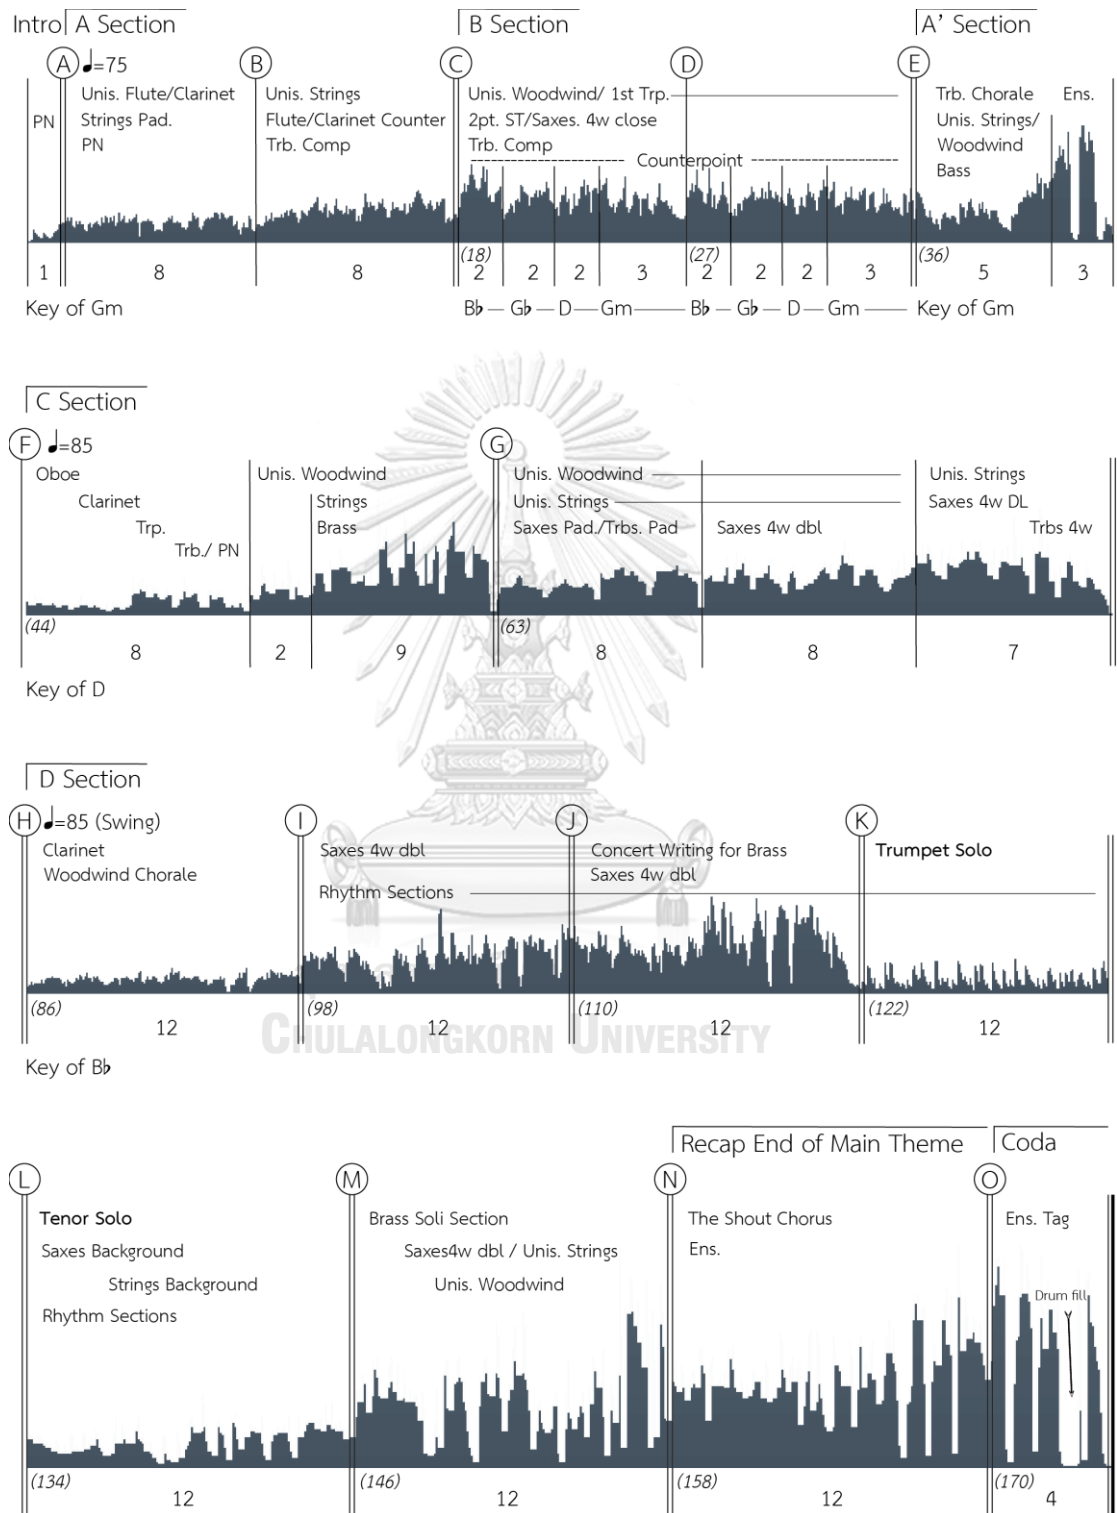 Intro A Section B Section A’ Section
A ♩=75 B C D E
Unis. Flute/Clarinet Unis. Strings Unis. Woodwind/ 1st Trp. Trb. Chorale Ens.
PN Strings Pad. Flute/Clarinet Counter 2pt. ST/Saxes. 4w close Unis. Strings/
PN Trb. Comp Trb. Comp Woodwind
Counterpoint Bass
(18) (27) (36)
1 8 8 2 2 2 3 2 2 2 3 5 3
Key of Gm B♭ — G♭ — D — Gm — B♭ — G♭ — D — Gm — Key of Gm
C Section
F ♩=85 G
Oboe Unis. Woodwind Unis. Woodwind Unis. Strings
Clarinet Strings Unis. Strings Saxes 4w DL
Trp. Brass Saxes Pad./Trbs. Pad Saxes 4w dbl Trbs 4w
Trb./ PN
(44) (63)
8 2 9 8 8 7
Key of D
D Section
H ♩=85 (Swing) I J K
Clarinet Saxes 4w dbl Concert Writing for Brass Trumpet Solo
Woodwind Chorale Saxes 4w dbl
Rhythm Sections
(86) (98) (110) (122)
12 12 12 12
CHULALONGKORN UNIVERSITY
Key of B♭
Recap End of Main Theme Coda
L M N O
Tenor Solo Brass Soli Section The Shout Chorus Ens. Tag
Saxes Background Saxes4w dbl / Unis. Strings Ens.
Strings Background Unis. Woodwind Drum fill
Rhythm Sections
(134) (146) (158) (170)
12 12 12 4